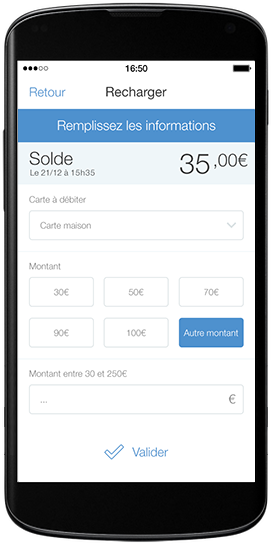 16:50
Retour Recharger
Remplissez les informations
Solde 35,00€
Le 21/12 à 15h35
Carte à débiter
Carte maison
Montant
30€ 50€ 70€
90€ 100€ Autre montant
Montant entre 30 et 250€
... €
Valider